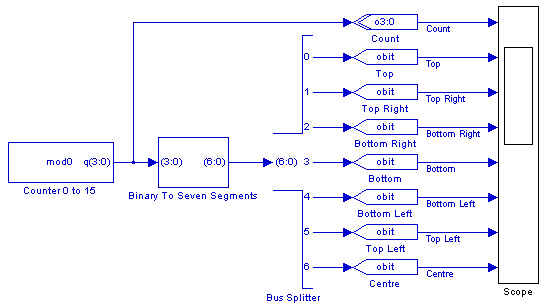 o3:0
Count
Count
0
obit
Top
Top
1
obit
Top Right
Top Right
2
obit
Bottom Right
Bottom Right
mod0 q(3:0)
Counter 0 to 15
(3:0) (6:0)
Binary To Seven Segments
(6:0) 3
obit
Bottom
Bottom
4
obit
Bottom Left
Bottom Left
5
obit
Top Left
Top Left
6
obit
Centre
Centre
Bus Splitter
Scope